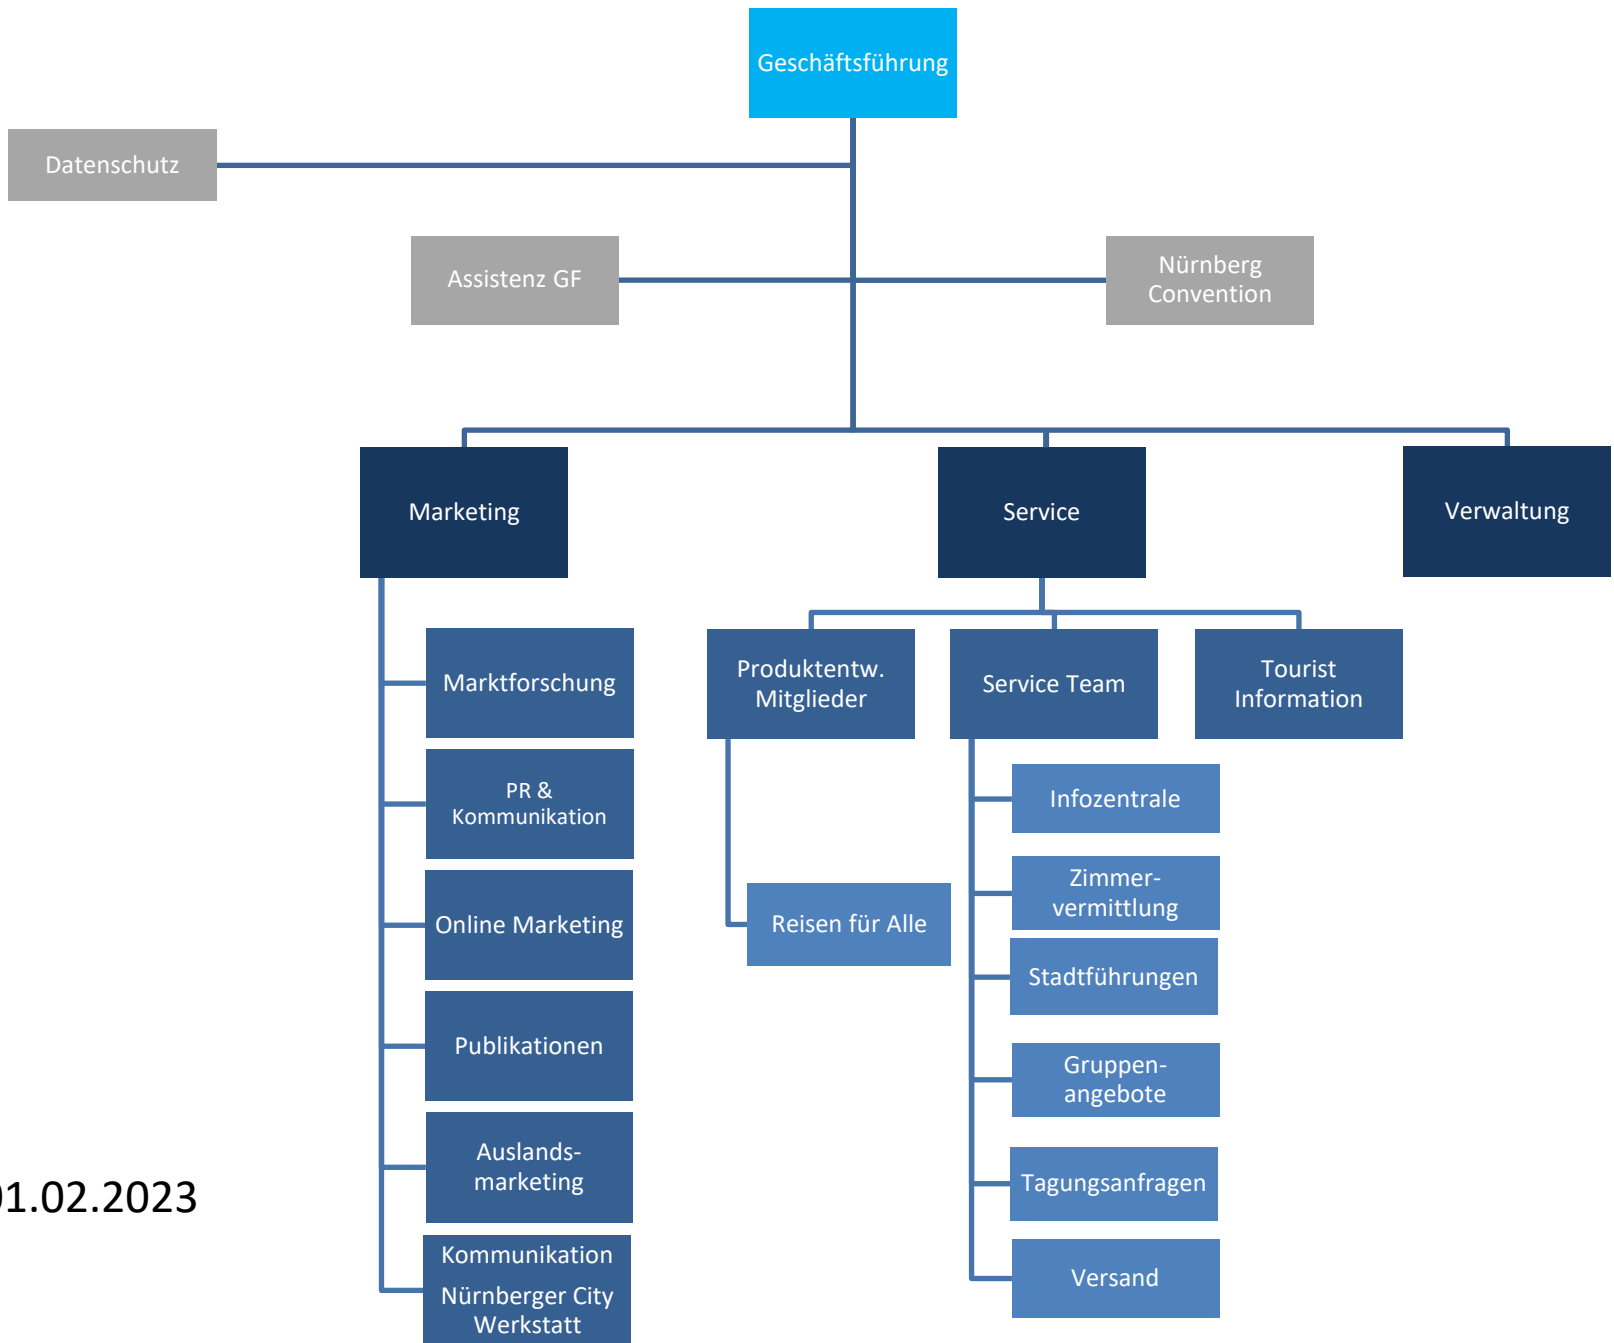 Geschäftsführung
Datenschutz
Assistenz GF
Nürnberg
Convention
Marketing
Service
Verwaltung
Marktforschung
PR &
Kommunikation
Online Marketing
Publikationen
Auslands-
marketing
Kommunikation
Nürnberger City
Werkstatt
Produktentw.
Mitglieder
Reisen für Alle
Service Team
Infozentrale
Zimmer-
vermittlung
Stadtführungen
Gruppen-
angebote
Tagungsanfragen
Versand
Tourist
Information
01.02.2023